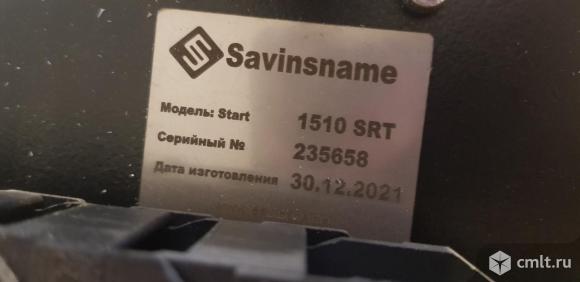 Savinsname
Модель: Start 1510 SRT
Серийный № 235658
Дата изготовления 30.12.2021
cmlt.ru